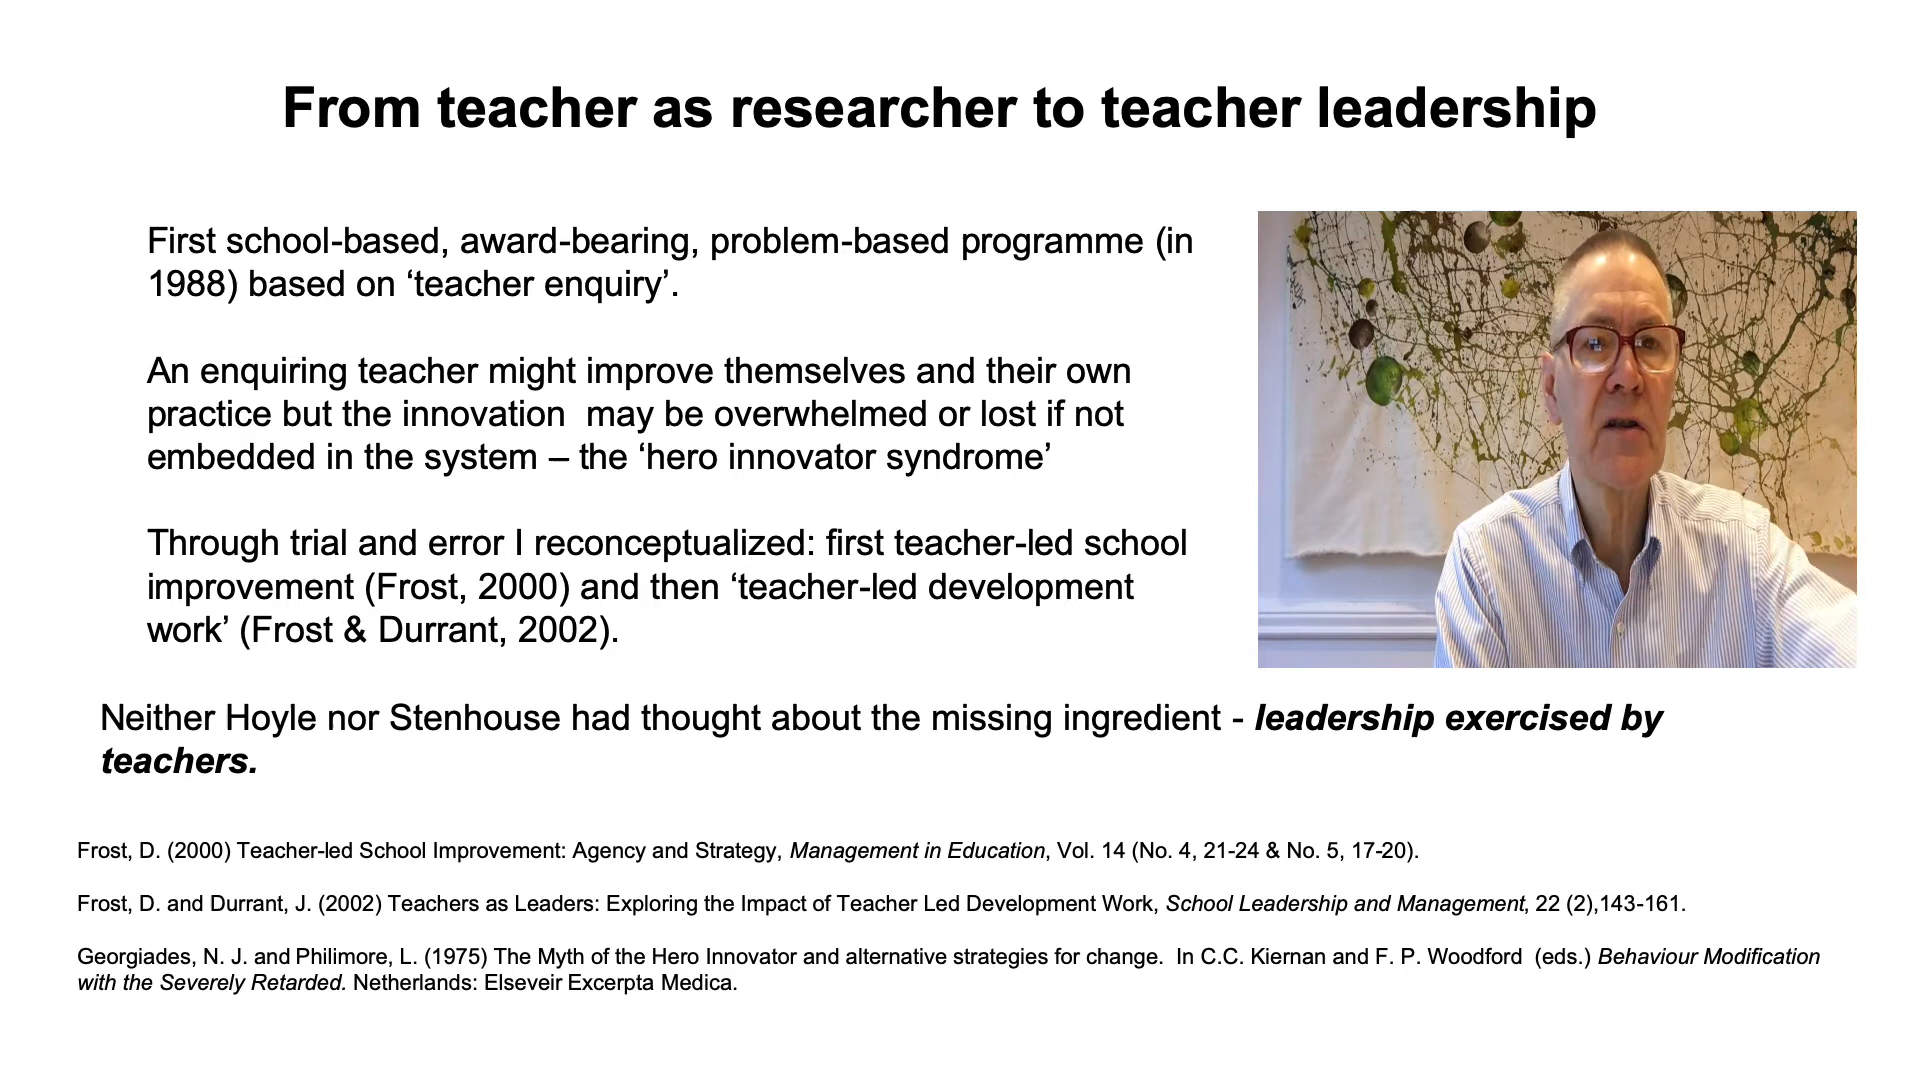 From teacher as researcher to teacher leadership
First school-based, award-bearing, problem-based programme (in
1988) based on ‘teacher enquiry’.
An enquiring teacher might improve themselves and their own
practice but the innovation  may be overwhelmed or lost if not
embedded in the system – the ‘hero innovator syndrome’
Through trial and error I reconceptualized: first teacher-led school
improvement (Frost, 2000) and then ‘teacher-led development
work’ (Frost & Durrant, 2002).
Neither Hoyle nor Stenhouse had thought about the missing ingredient - leadership exercised by
teachers.
Frost, D. (2000) Teacher-led School Improvement: Agency and Strategy, Management in Education, Vol. 14 (No. 4, 21-24 & No. 5, 17-20).
Frost, D. and Durrant, J. (2002) Teachers as Leaders: Exploring the Impact of Teacher Led Development Work, School Leadership and Management, 22 (2),143-161.
Georgiades, N. J. and Philimore, L. (1975) The Myth of the Hero Innovator and alternative strategies for change.  In C.C. Kiernan and F. P. Woodford  (eds.) Behaviour Modification
with the Severely Retarded. Netherlands: Elseveir Excerpta Medica.